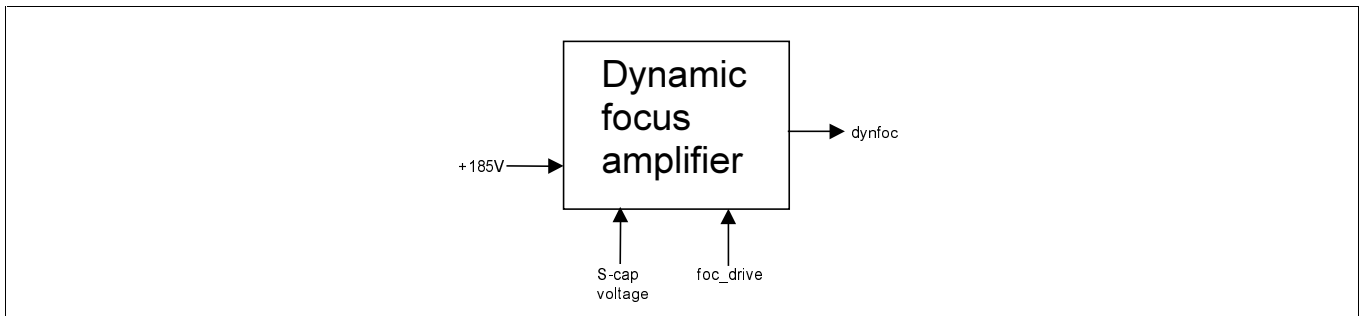 Dynamic
focus
amplifier
dynfoc
+185V
S-cap
voltage
foc_drive